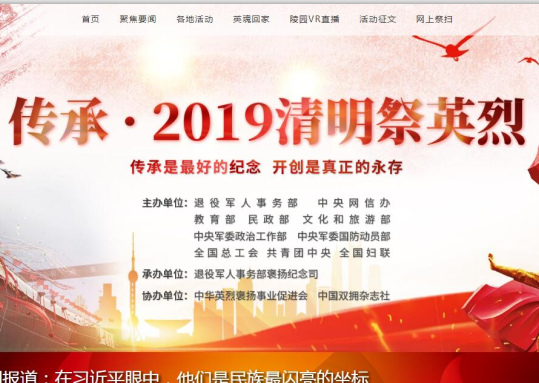 首页 聚焦要闻 各地活动 英魂回家 陵园VR直播 活动征文 网上祭扫
传承·2019清明祭英烈
传承是最好的纪念 开创是真正的永存
主办单位：退役军人事务部 中央网信办
教育部 民政部 文化和旅游部
中央军委政治工作部 中央军委国防动员部
全国总工会 共青团中央 全国妇联
承办单位：退役军人事务部褒扬纪念司
协办单位：中华英烈褒扬事业促进会 中国双拥杂志社
报道：在习近平眼中，他们是民族最闪亮的坐标